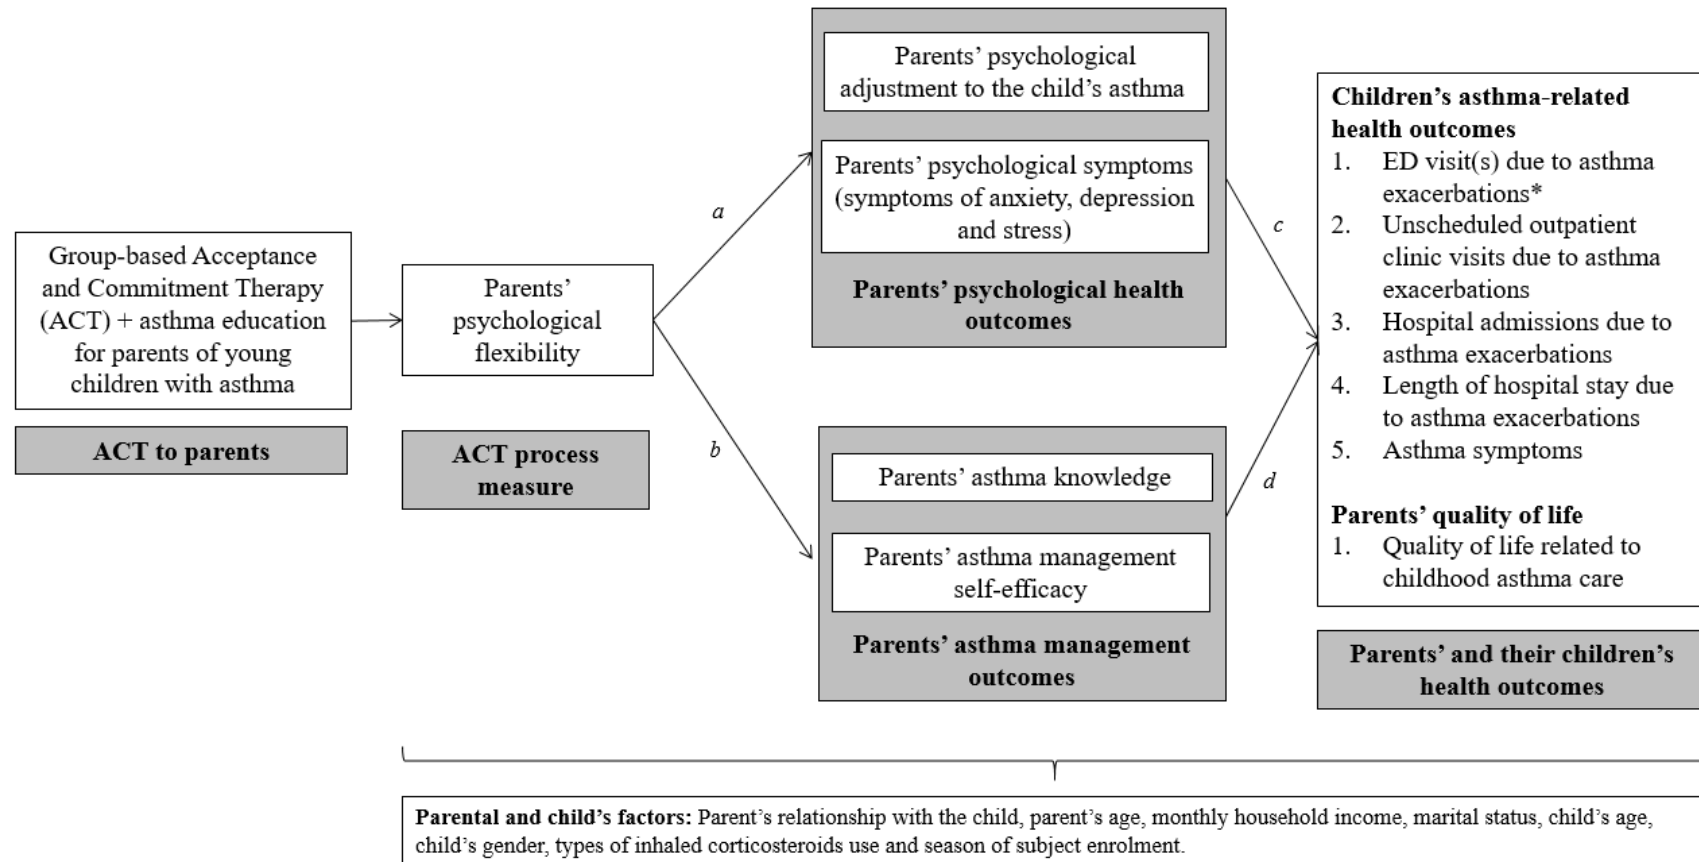 Group-based Acceptance
and Commitment Therapy
(ACT) + asthma education
for parents of young
children with asthma
ACT to parents
Parents’
psychological
flexibility
ACT process
measure
a
b
Parents’ psychological
adjustment to the child’s asthma
Parents’ psychological symptoms
(symptoms of anxiety, depression
and stress)
Parents’ psychological health
outcomes
Parents’ asthma knowledge
Parents’ asthma management
self-efficacy
Parents’ asthma management
outcomes
c
d
Children’s asthma-related
health outcomes
1. ED visit(s) due to asthma
exacerbations*
2. Unscheduled outpatient
clinic visits due to asthma
exacerbations
3. Hospital admissions due to
asthma exacerbations
4. Length of hospital stay due
to asthma exacerbations
5. Asthma symptoms
Parents’ quality of life
1. Quality of life related to
childhood asthma care
Parents’ and their children’s
health outcomes
Parental and child’s factors: Parent’s relationship with the child, parent’s age, monthly household income, marital status, child’s age,
child’s gender, types of inhaled corticosteroids use and season of subject enrolment.